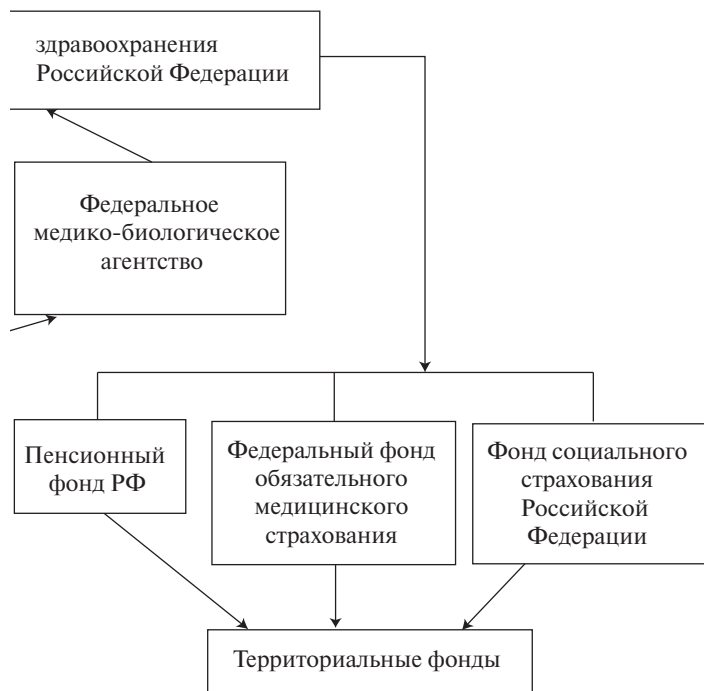 здравоохранения
Российской Федерации
Федеральное
медико-биологическое
агентство
Пенсионный
фонд РФ
Федеральный фонд
обязательного
медицинского
страхования
Фонд социального
страхования
Российской
Федерации
Территориальные фонды